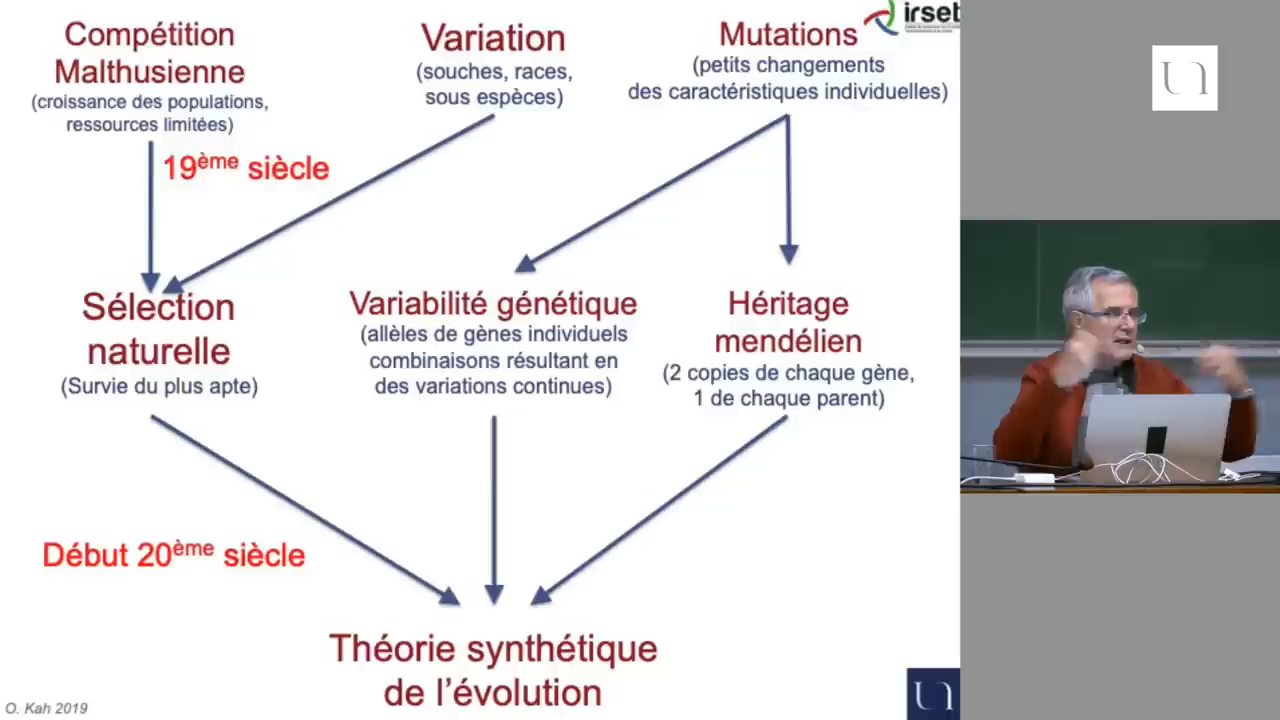 Compétition
Malthusienne
(croissance des populations,
ressources limitées)
Variation
(souches, races,
sous espèces)
Mutations
(petits changements
des caractéristiques individuelles)
irset
19ème siècle
Sélection
naturelle
(Survie du plus apte)
Variabilité génétique
(allèles de gènes individuels
combinaisons résultant en
des variations continues)
Héritage
mendélien
(2 copies de chaque gène,
1 de chaque parent)
Début 20ème siècle
Théorie synthétique
de l'évolution
O. Kah 2019